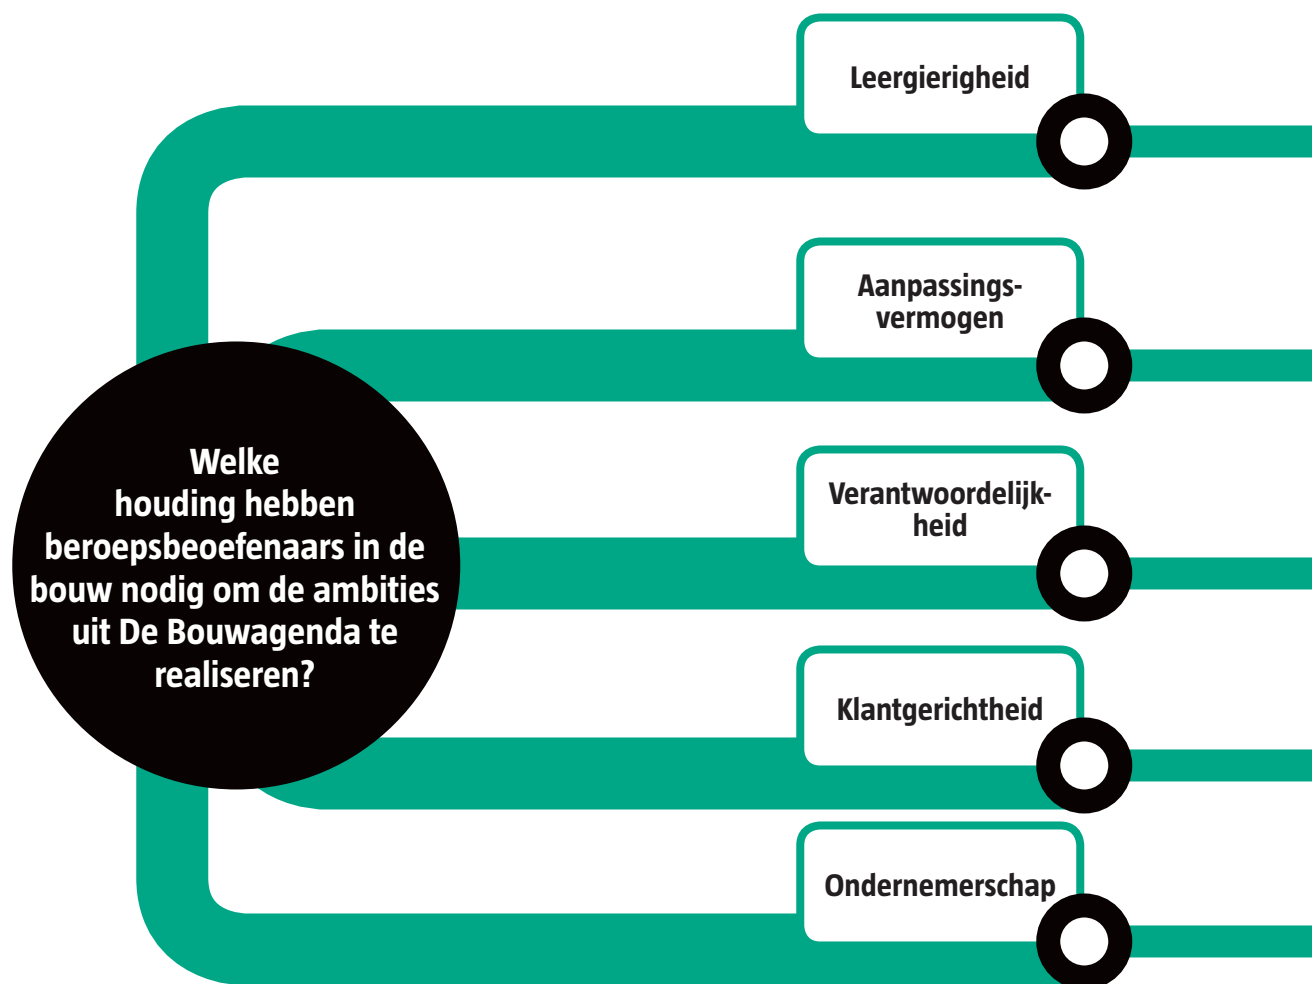 Welke
houding hebben
beroepsbeoefenaars in de
bouw nodig om de ambities
uit De Bouwagenda te
realiseren?
Leergierigheid
Aanpassings-
vermogen
Verantwoordelijk-
heid
Klantgerichtheid
Ondernemerschap